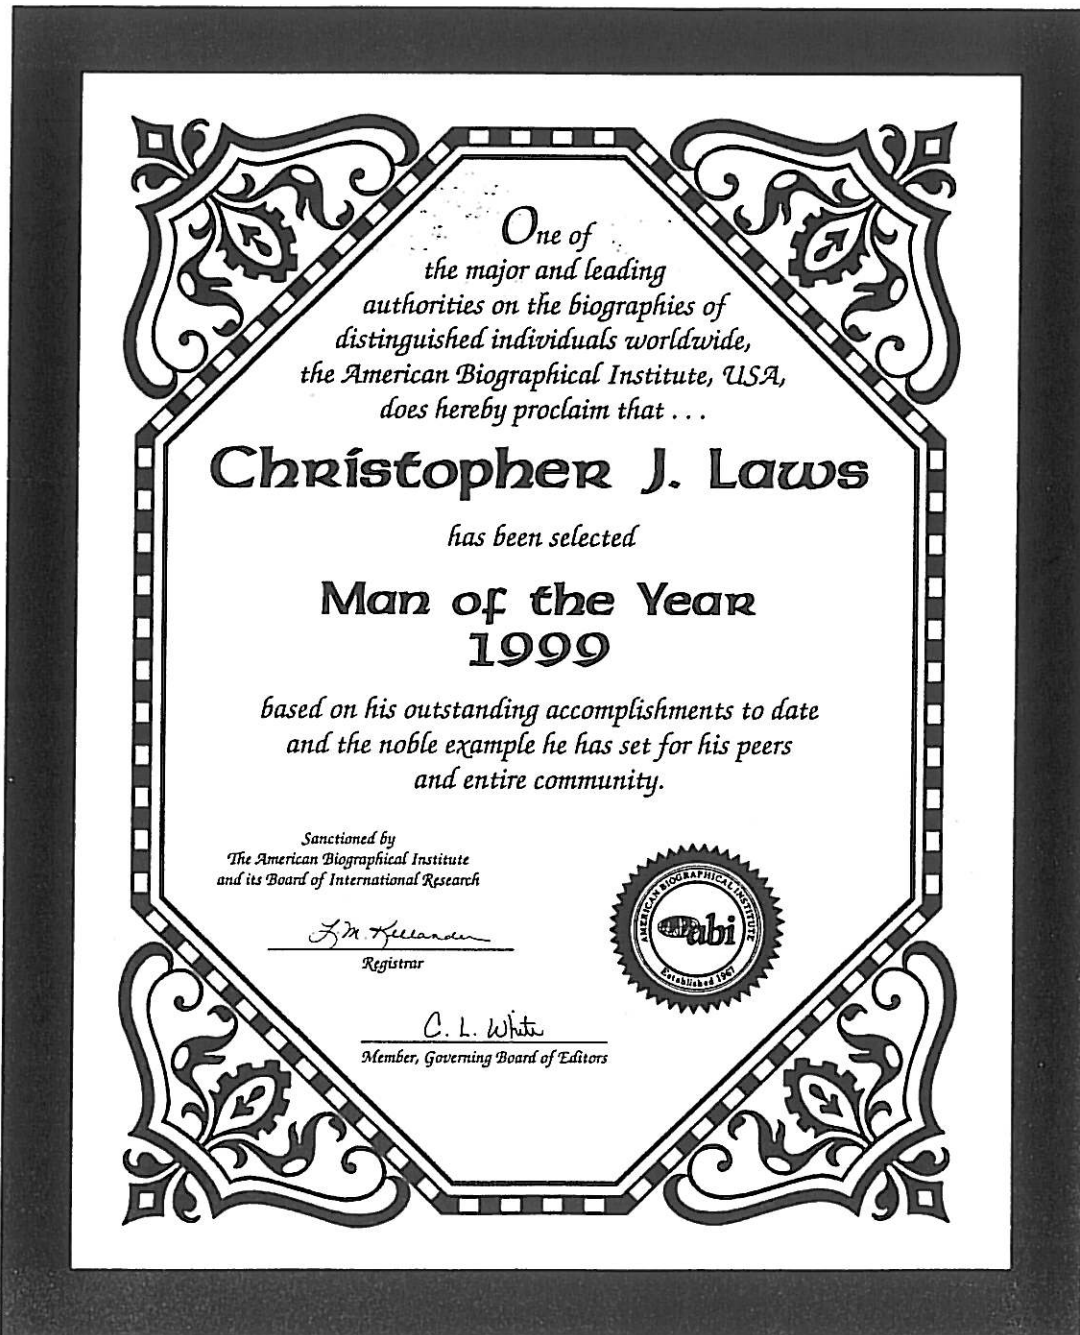 One of
the major and leading
authorities on the biographies of
distinguished individuals worldwide,
the American Biographical Institute, USA,
does hereby proclaim that . . .
Christopher J. Laws
has been selected
Man of the Year
1999
based on his outstanding accomplishments to date
and the noble example he has set for his peers
and entire community.
Sanctioned by
The American Biographical Institute
and its Board of International Research
L.M. Kellander
Registrar
C. L. White
Member, Governing Board of Editors
AMERICAN BIOGRAPHICAL INSTITUTE
abi
Established 1967